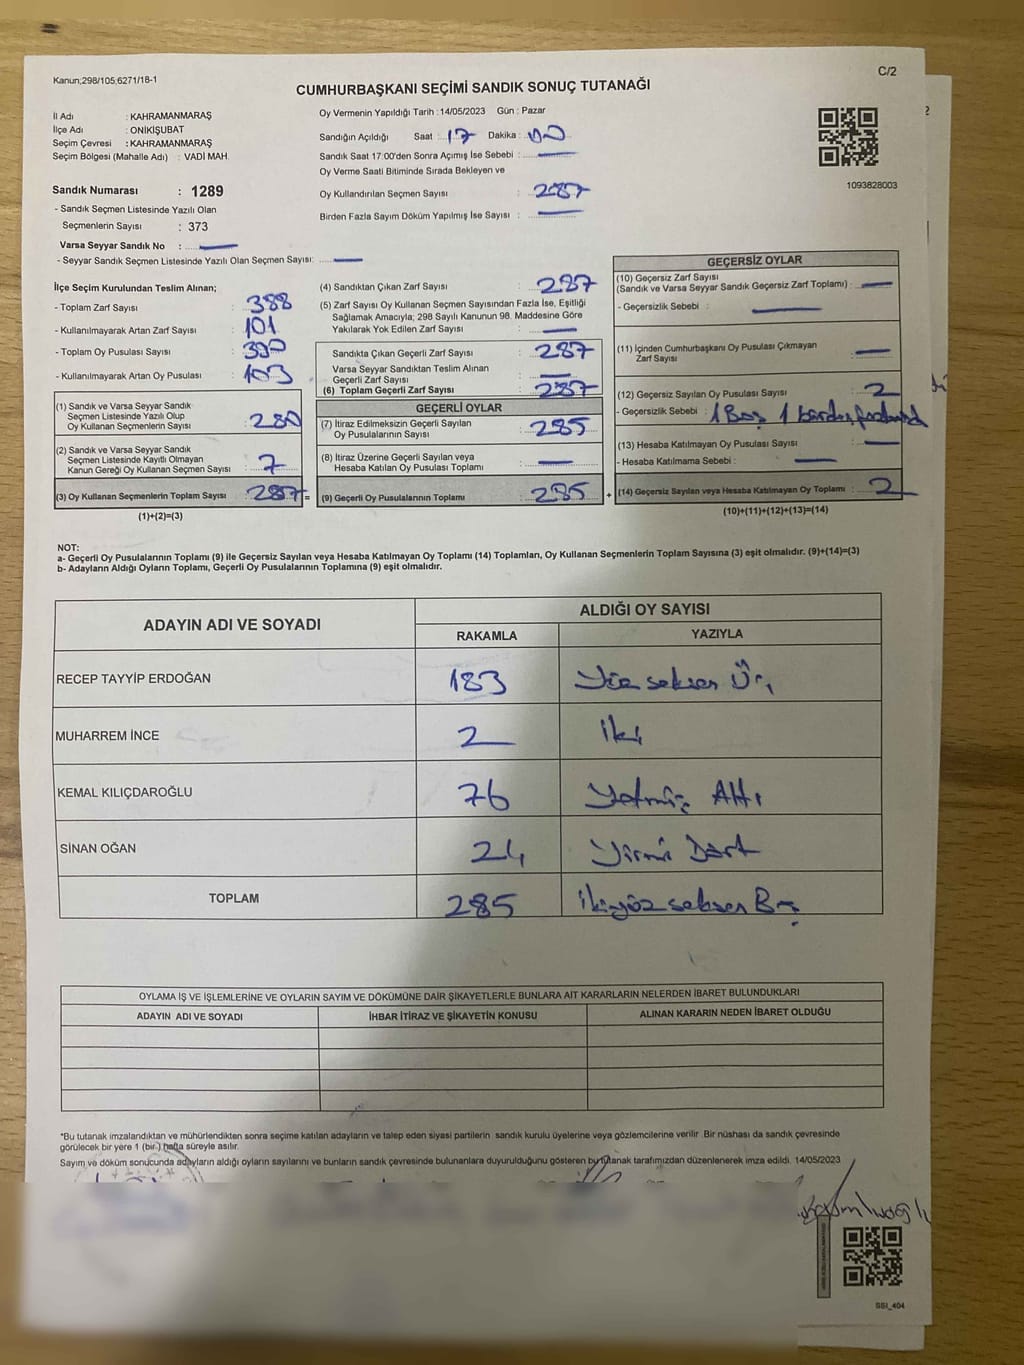 Kanun;298/105,6271/18-1
C/2
CUMHURBAŞKANI SEÇİMİ SANDIK SONUÇ TUTANAĞI
İl Adı : KAHRAMANMARAŞ
İlçe Adı : ONİKİŞUBAT
Seçim Çevresi : KAHRAMANMARAŞ
Seçim Bölgesi (Mahalle Adı) : VADİ MAH.
Sandık Numarası : 1289
- Sandık Seçmen Listesinde Yazılı Olan
Seçmenlerin Sayısı : 373
Varsa Seyyar Sandık No :
- Seyyar Sandık Seçmen Listesinde Yazılı Olan Seçmen Sayısı:
Oy Vermenin Yapıldığı Tarih : 14/05/2023 Gün : Pazar
Sandığın Açıldığı Saat : 17 Dakika : 00
Sandık Saat 17:00'den Sonra Açımış İse Sebebi :
Oy Verme Saati Bitiminde Sırada Bekleyen ve
Oy Kullandırılan Seçmen Sayısı : 287
Birden Fazla Sayım Döküm Yapılmış İse Sayısı :
1093828003
İlçe Seçim Kurulundan Teslim Alınan;
- Toplam Zarf Sayısı : 388
- Kullanılmayarak Artan Zarf Sayısı : 101
- Toplam Oy Pusulası Sayısı : 390
- Kullanılmayarak Artan Oy Pusulası : 103
(1) Sandık ve Varsa Seyyar Sandık
Seçmen Listesinde Yazılı Olup
Oy Kullanan Seçmenlerin Sayısı : 280
(2) Sandık ve Varsa Seyyar Sandık
Seçmen Listesinde Kayıtlı Olmayan
Kanun Gereği Oy Kullanan Seçmen Sayısı : 7
(3) Oy Kullanan Seçmenlerin Toplam Sayısı : 287 =
(1)+(2)=(3)
(4) Sandıktan Çıkan Zarf Sayısı : 287
(5) Zarf Sayısı Oy Kullanan Seçmen Sayısından Fazla İse, Eşitliği
Sağlamak Amacıyla; 298 Sayılı Kanunun 98. Maddesine Göre
Yakılarak Yok Edilen Zarf Sayısı :
Sandıkta Çıkan Geçerli Zarf Sayısı : 287
Varsa Seyyar Sandıktan Teslim Alınan
Geçerli Zarf Sayısı :
(6) Toplam Geçerli Zarf Sayısı : 287
GEÇERLİ OYLAR
(7) İtiraz Edilmeksizin Geçerli Sayılan
Oy Pusulalarının Sayısı : 285
(8) İtiraz Üzerine Geçerli Sayılan veya
Hesaba Katılan Oy Pusulası Toplamı :
(9) Geçerli Oy Pusulalarının Toplamı : 285 +
GEÇERSİZ OYLAR
(10) Geçersiz Zarf Sayısı
(Sandık ve Varsa Seyyar Sandık Geçersiz Zarf Toplamı) :
- Geçersizlik Sebebi :
(11) İçinden Cumhurbaşkanı Oy Pusulası Çıkmayan
Zarf Sayısı :
(12) Geçersiz Sayılan Oy Pusulası Sayısı : 2
- Geçersizlik Sebebi : 1 Boş 1 birden fazla
(13) Hesaba Katılmayan Oy Pusulası Sayısı :
- Hesaba Katılmama Sebebi :
(14) Geçersiz Sayılan veya Hesaba Katılmayan Oy Toplamı : 2
(10)+(11)+(12)+(13)=(14)
NOT:
a- Geçerli Oy Pusulalarının Toplamı (9) ile Geçersiz Sayılan veya Hesaba Katılmayan Oy Toplamı (14) Toplamları, Oy Kullanan Seçmenlerin Toplam Sayısına (3) eşit olmalıdır. (9)+(14)=(3)
b- Adayların Aldığı Oyların Toplamı, Geçerli Oy Pusulalarının Toplamına (9) eşit olmalıdır.
ADAYIN ADI VE SOYADI
ALDIĞI OY SAYISI
RAKAMLA YAZIYLA
RECEP TAYYİP ERDOĞAN 183 Yüz seksen Üç
MUHARREM İNCE 2 iki
KEMAL KILIÇDAROĞLU 76 Yetmiş Altı
SİNAN OĞAN 24 Yirmi Dört
TOPLAM 285 ikiyüz seksen Beş
OYLAMA İŞ VE İŞLEMLERİNE VE OYLARIN SAYIM VE DÖKÜMÜNE DAİR ŞİKAYETLERLE BUNLARA AİT KARARLARIN NELERDEN İBARET BULUNDUKLARI
ADAYIN ADI VE SOYADI İHBAR İTİRAZ VE ŞİKAYETİN KONUSU ALINAN KARARIN NEDEN İBARET OLDUĞU
*Bu tutanak imzalandıktan ve mühürlendikten sonra seçime katılan adayların ve talep eden siyasi partilerin sandık kurulu üyelerine veya gözlemcilerine verilir .Bir nüshası da sandık çevresinde
görülecek bir yere 1 (bir ) hafta süreyle asılır.
Sayım ve döküm sonucunda adayların aldığı oyların sayılarını ve bunların sandık çevresinde bulunanlara duyurulduğunu gösteren bu tutanak tarafımızdan düzenlenerek imza edildi. 14/05/2023
SSI_404